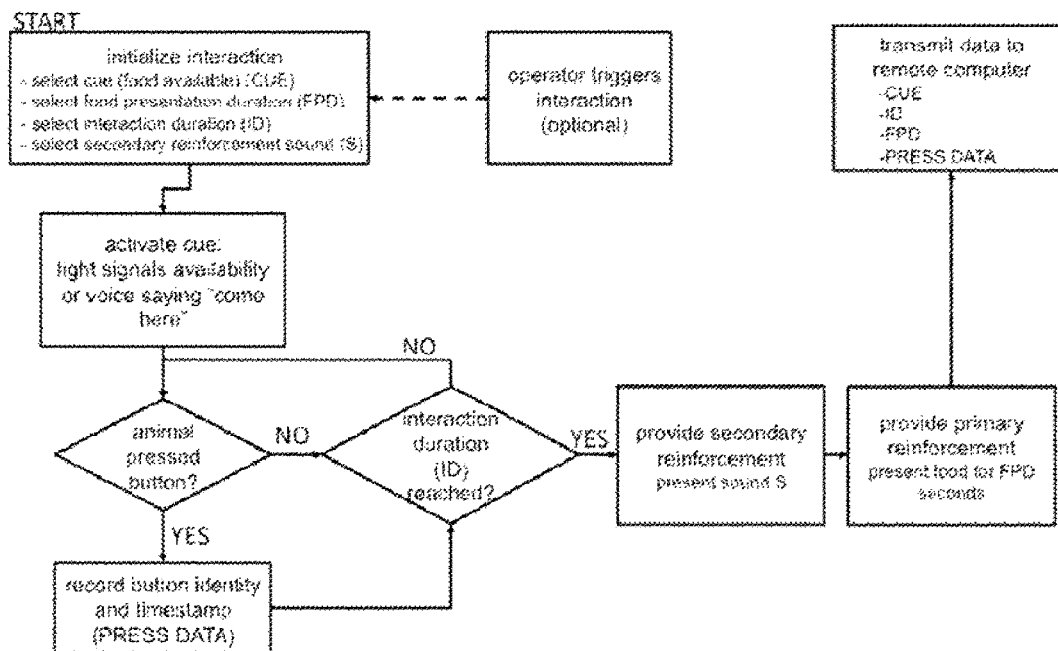 START
initialize interaction
- select cue (food available) (CUE)
- select food presentation duration (FPD)
- select interaction duration (ID)
- select secondary reinforcement sound (S)
operator triggers
interaction
(optional)
transmit data to
remote computer
-CUE
-ID
-FPD
-PRESS DATA
activate cue:
light signals availability
or voice saying "come
here"
NO
animal
pressed
button?
NO
interaction
duration
(ID)
reached?
YES
provide secondary
reinforcement
present sound S
provide primary
reinforcement
present food for FPD
seconds
YES
record button identity
and timestamp
(PRESS DATA)